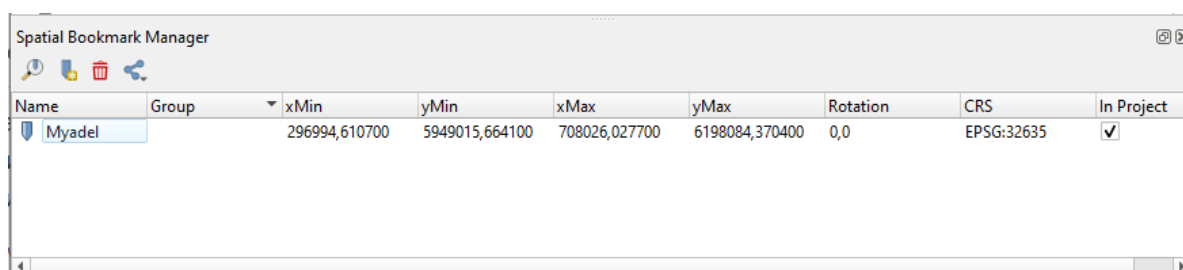 Spatial Bookmark Manager
Name Group xMin yMin xMax yMax Rotation CRS In Project
Myadel 296994,610700 5949015,664100 708026,027700 6198084,370400 0,0 EPSG:32635